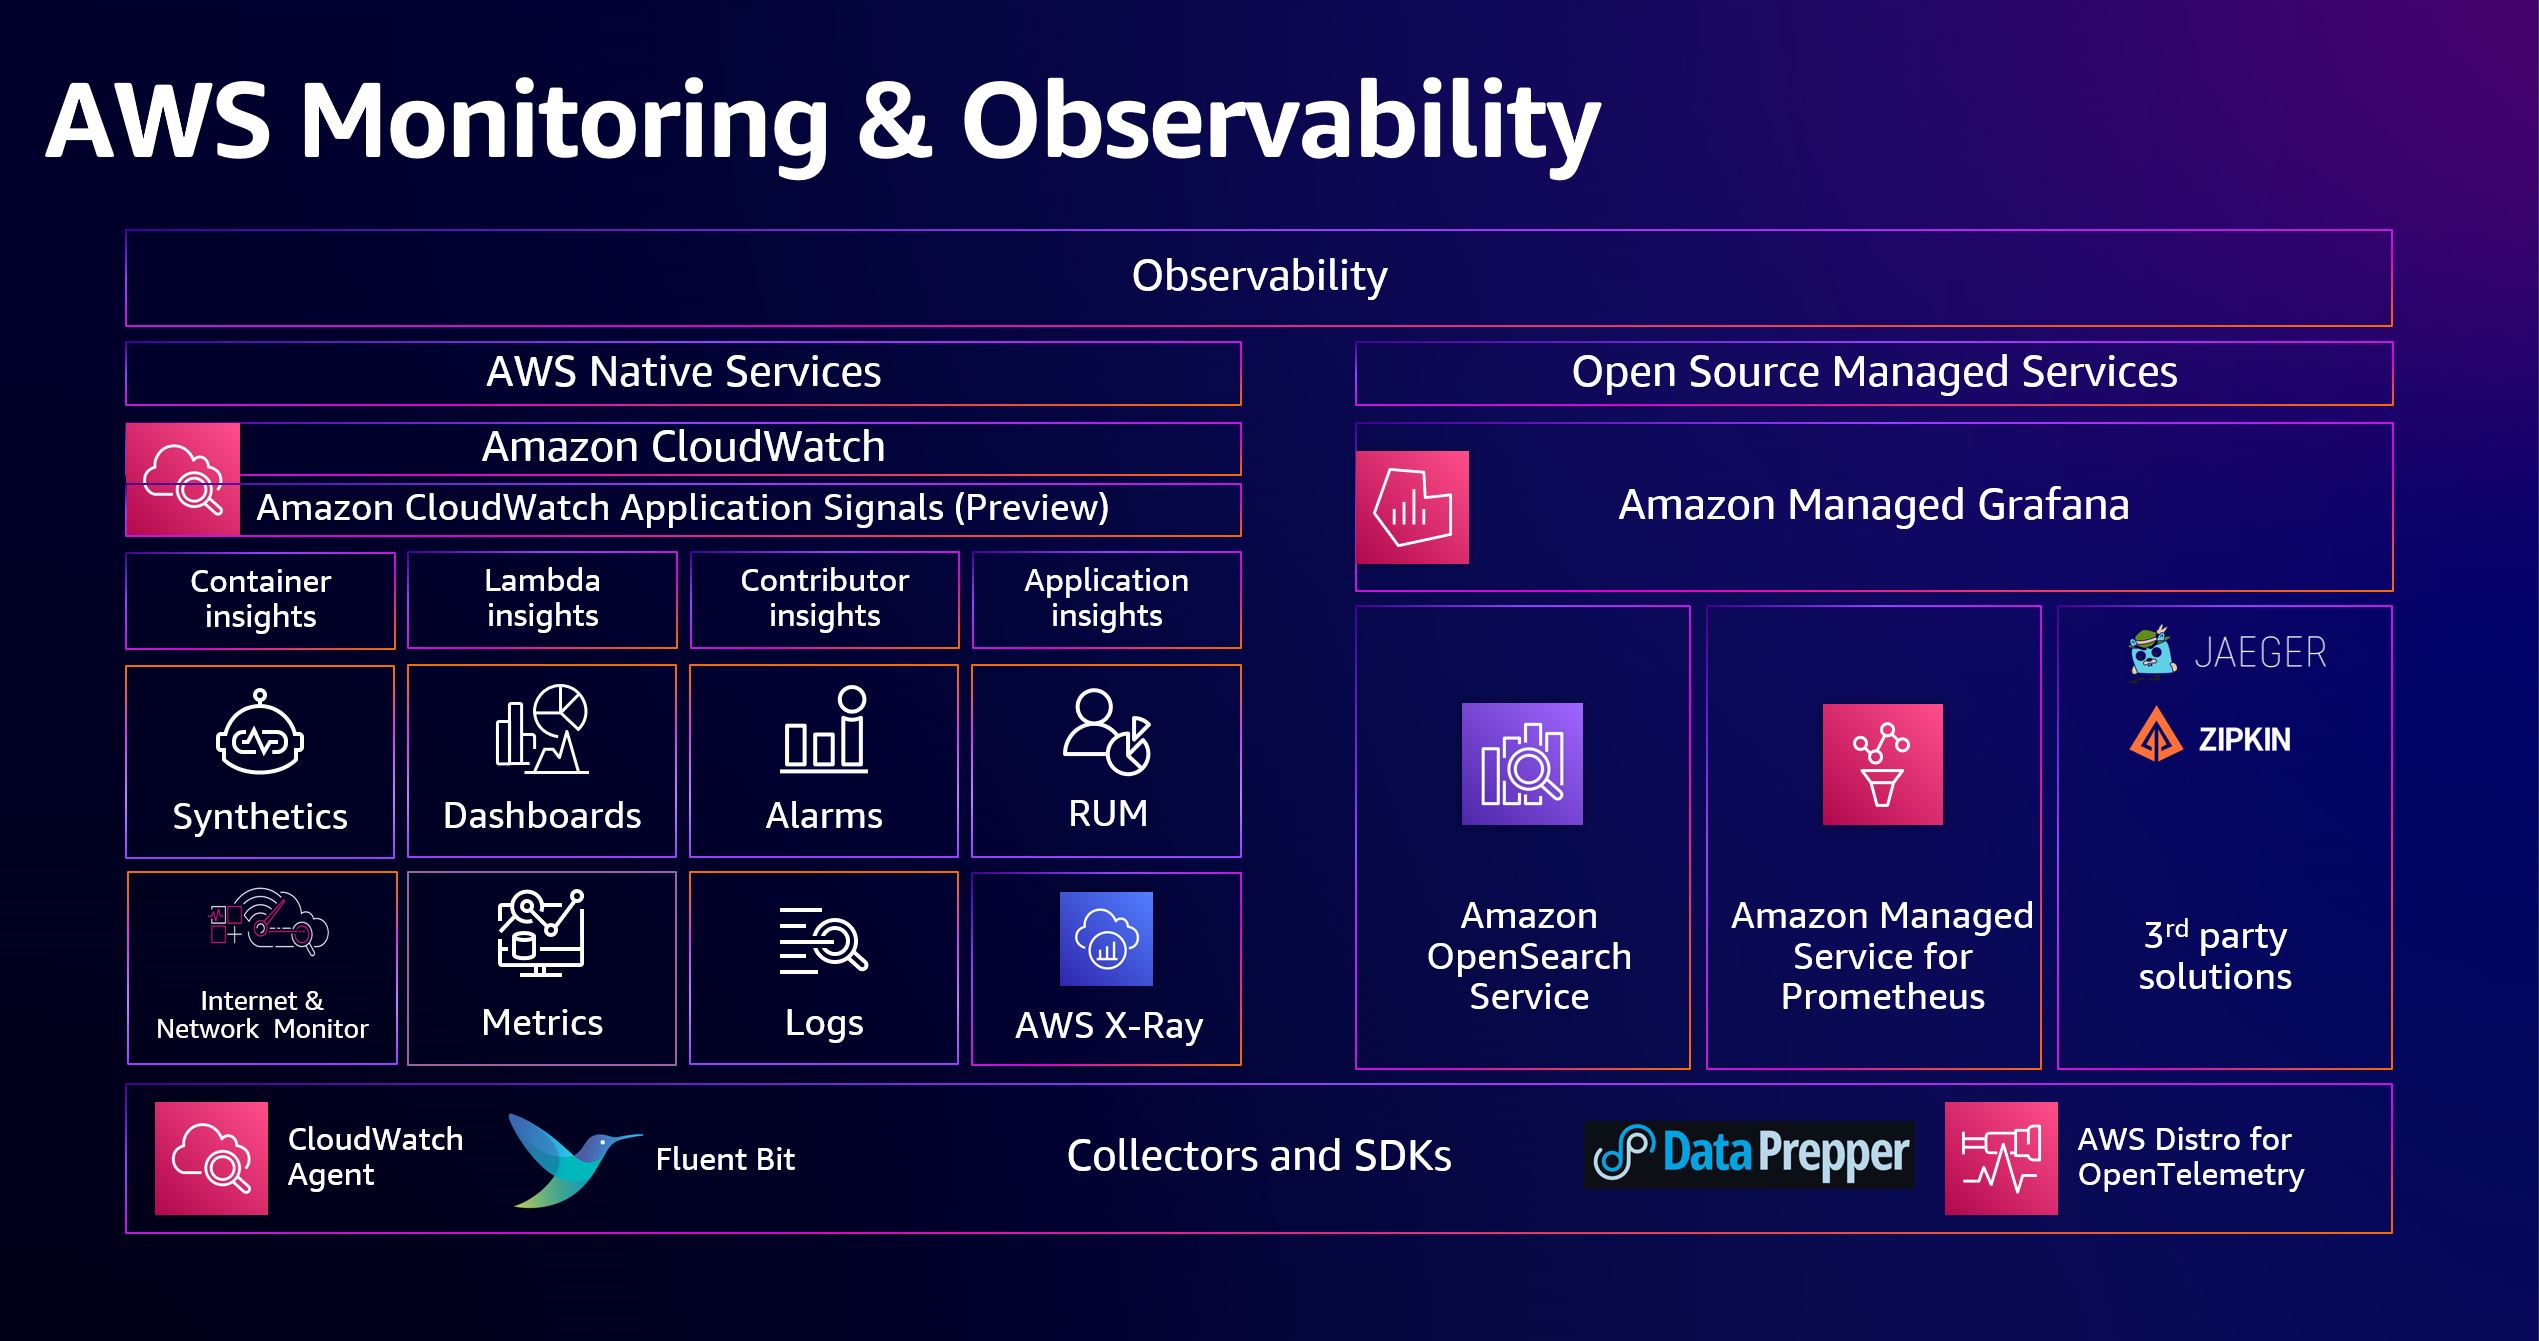 AWS Monitoring & Observability
Observability
AWS Native Services
Open Source Managed Services
Amazon CloudWatch
Amazon CloudWatch Application Signals (Preview)
Amazon Managed Grafana
Container
insights
Lambda
insights
Contributor
insights
Application
insights
Synthetics
Dashboards
Alarms
RUM
Internet &
Network Monitor
Metrics
Logs
AWS X-Ray
Amazon
OpenSearch
Service
Amazon Managed
Service for
Prometheus
JAEGER
ZIPKIN
3rd party
solutions
CloudWatch
Agent
Fluent Bit
Collectors and SDKs
Data Prepper
AWS Distro for
OpenTelemetry